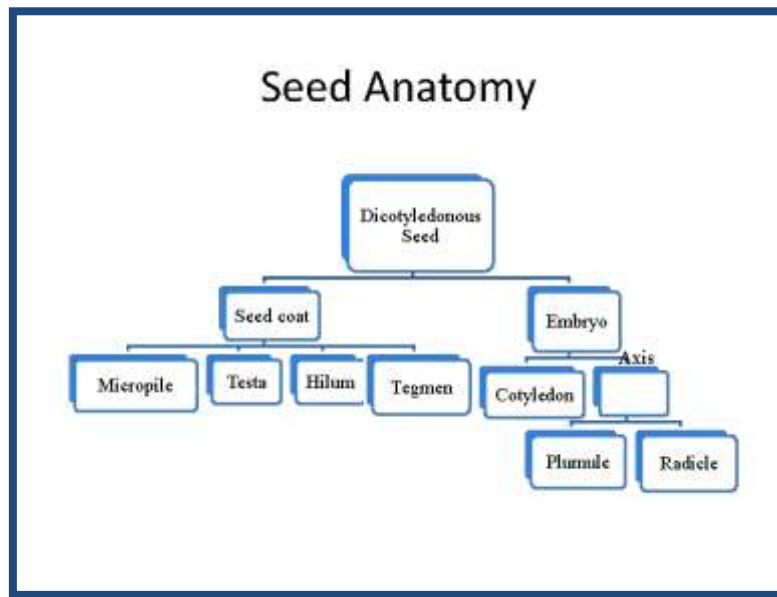 Seed Anatomy
Dicotyledonous
Seed
Seed coat
Embryo
Axis
Micropile
Testa
Hilum
Tegmen
Cotyledon
Plumule
Radicle